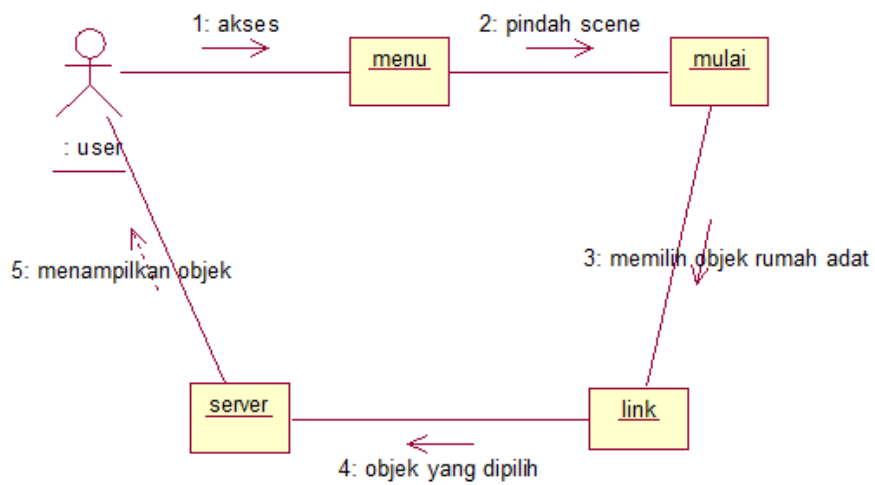 1: akses
2: pindah scene
menu
mulai
: user
3: memilih objek rumah adat
5: menampilkan objek
server
link
4: objek yang dipilih